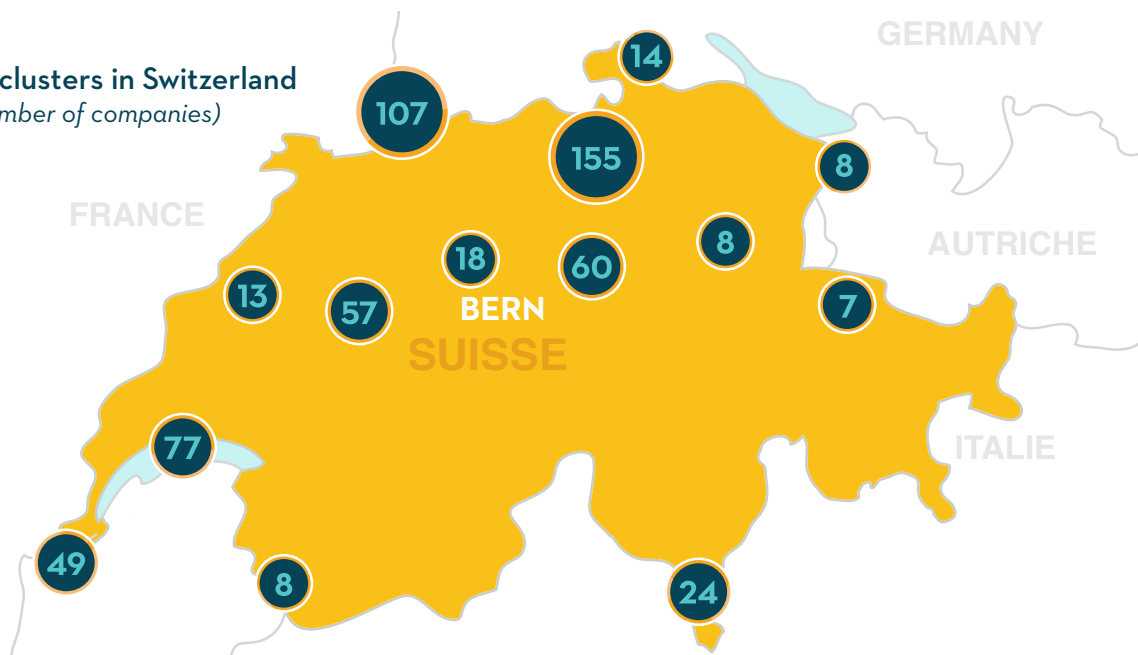 GERMANY
clusters in Switzerland
mber of companies)
14
107
155
8
FRANCE
8
AUTRICHE
18
60
13
57
7
BERN
SUISSE
77
ITALIE
49
8
24